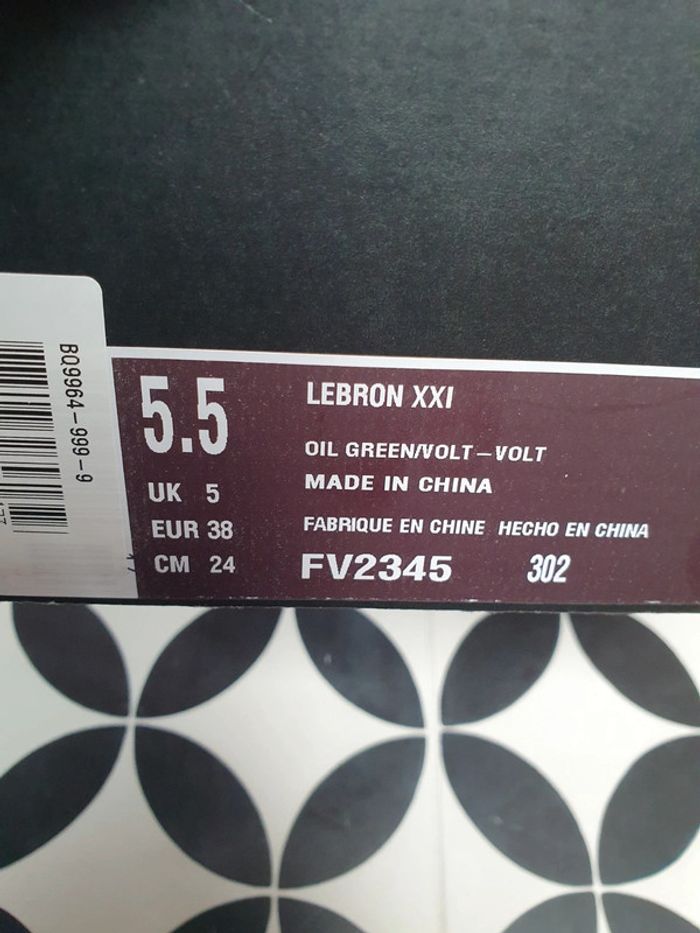 BQ9964-999-9
5.5
UK 5
EUR 38
CM 24
LEBRON XXI
OIL GREEN/VOLT-VOLT
MADE IN CHINA
FABRIQUE EN CHINE HECHO EN CHINA
FV2345 302